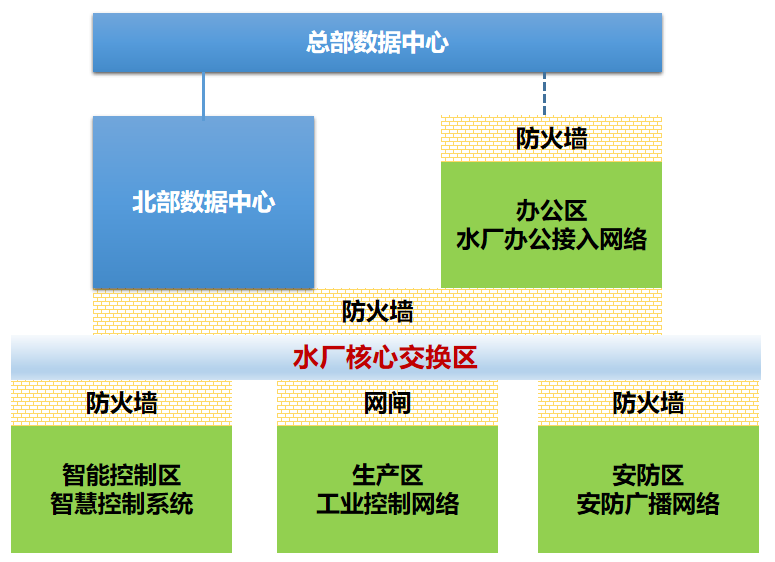 总部数据中心
防火墙
北部数据中心
办公区
水厂办公接入网络
防火墙
水厂核心交换区
防火墙
网闸
防火墙
智能控制区
智慧控制系统
生产区
工业控制网络
安防区
安防广播网络